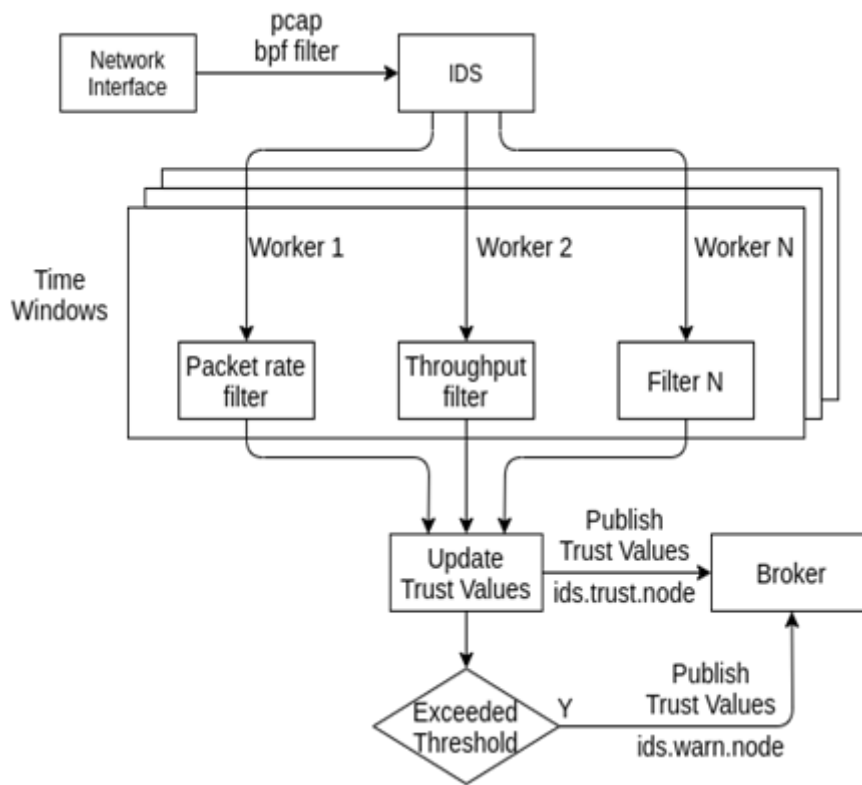 pcap
bpf filter
Network
Interface
IDS
Worker 1
Worker 2
Worker N
Time
Windows
Packet rate
filter
Throughput
filter
Filter N
Update
Trust Values
Publish
Trust Values
ids.trust.node
Broker
Exceeded
Threshold
Y
Publish
Trust Values
ids.warn.node